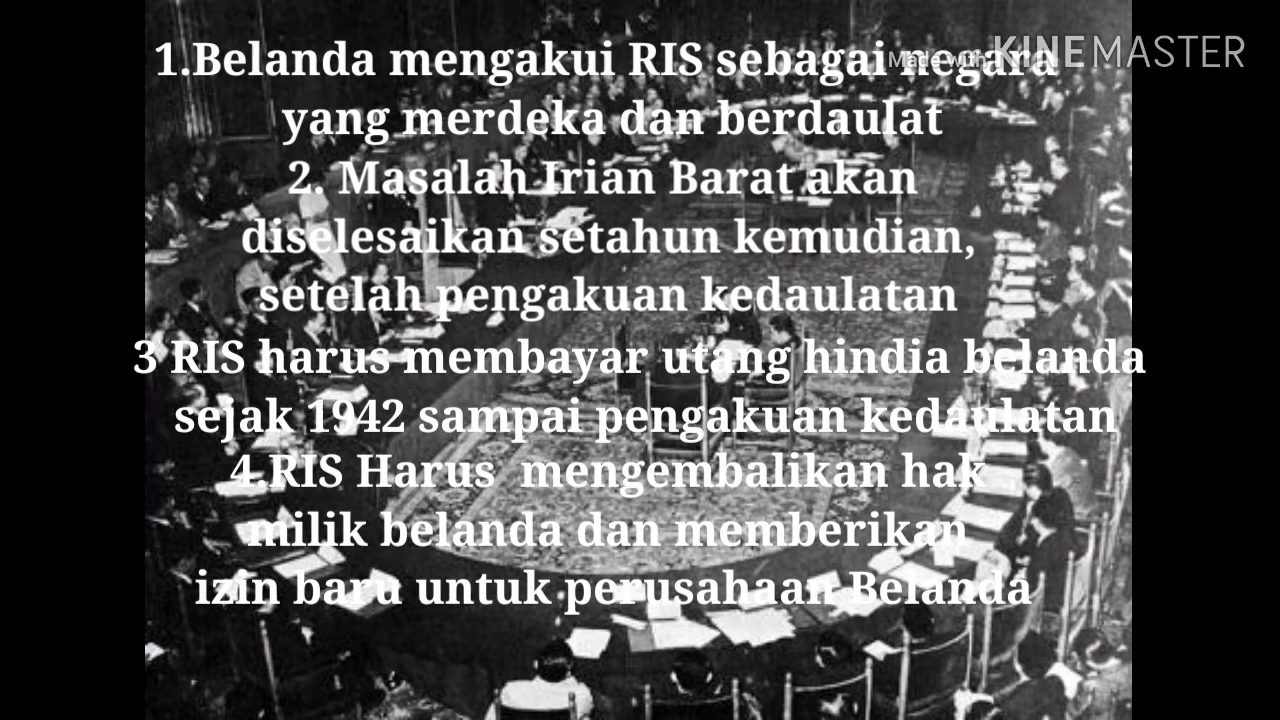 1.Belanda mengakui RIS sebagai negara
Made with KINEMASTER
yang merdeka dan berdaulat
2. Masalah Irian Barat akan
diselesaikan setahun kemudian,
setelah pengakuan kedaulatan
3 RIS harus membayar utang hindia belanda
sejak 1942 sampai pengakuan kedaulatan
4.RIS Harus  mengembalikan hak
milik belanda dan memberikan
izin baru untuk perusahaan Belanda